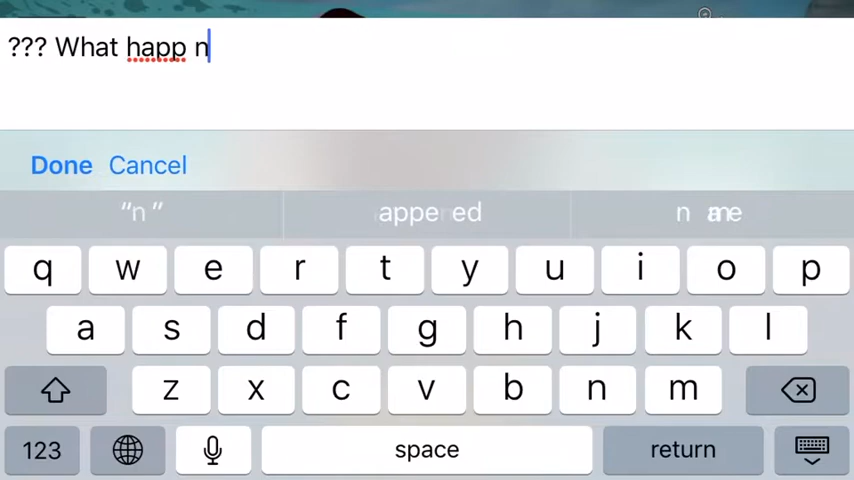 ??? What happ n
Done Cancel
“n ”
q w e r t y u i o p
a s d f g h j k l
z x c v b n m
123 space return